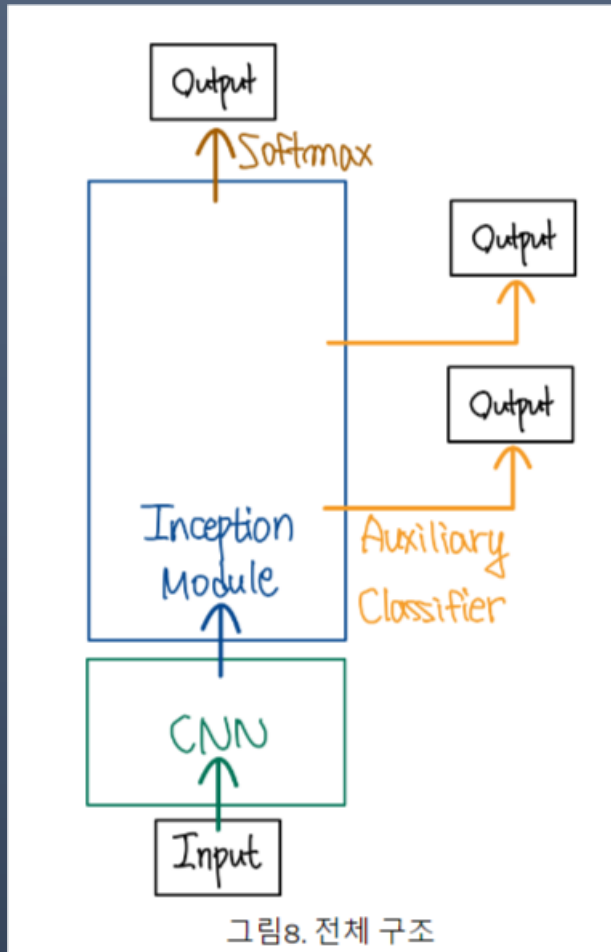 Output
Softmax
Output
Output
Inception
Module
Auxiliary
Classifier
CNN
Input
그림8. 전체 구조